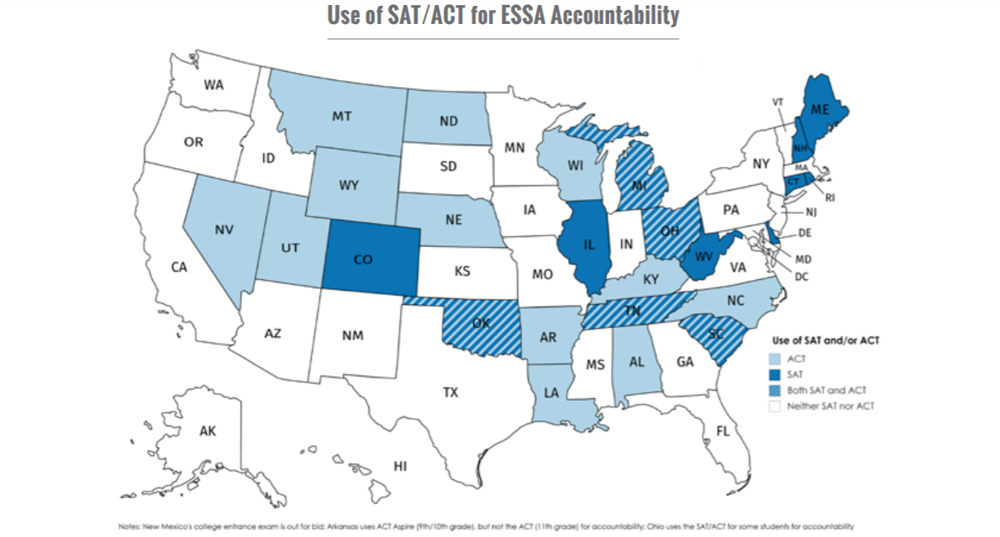 Use of SAT/ACT for ESSA Accountability
WA
MT
ND
MN
VT
ME
OR
ID
SD
WI
MI
NH
NY
MA
WY
CT
RI
NV
UT
NE
IA
PA
NJ
CO
IL
IN
OH
DE
CA
KS
MO
WV
VA
MD
DC
KY
AZ
NM
OK
TN
NC
AR
SC
MS
AL
GA
TX
LA
FL
AK
HI
Use of SAT and/or ACT
ACT
SAT
Both SAT and ACT
Neither SAT nor ACT
Notes: New Mexico's college entrance exam is out for bid; Arkansas uses ACT Aspire (9th/10th grade), but not the ACT (11th grade) for accountability; Ohio uses the SAT/ACT for some students for accountability